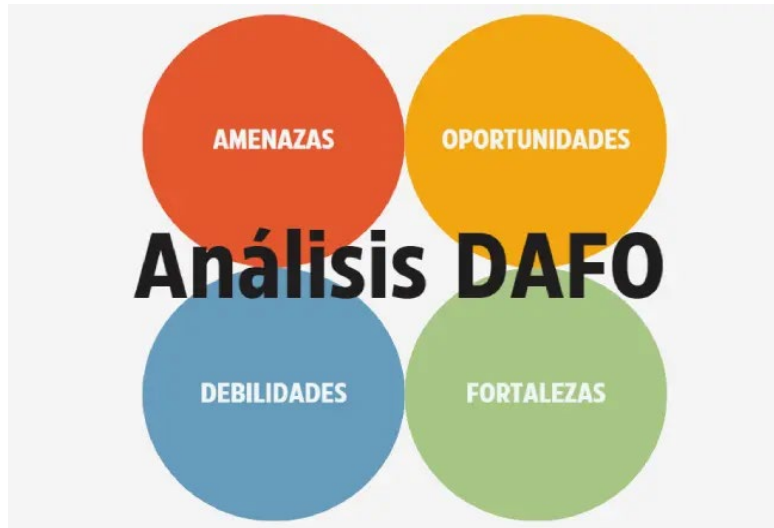 AMENAZAS
OPORTUNIDADES
Análisis DAFO
DEBILIDADES
FORTALEZAS